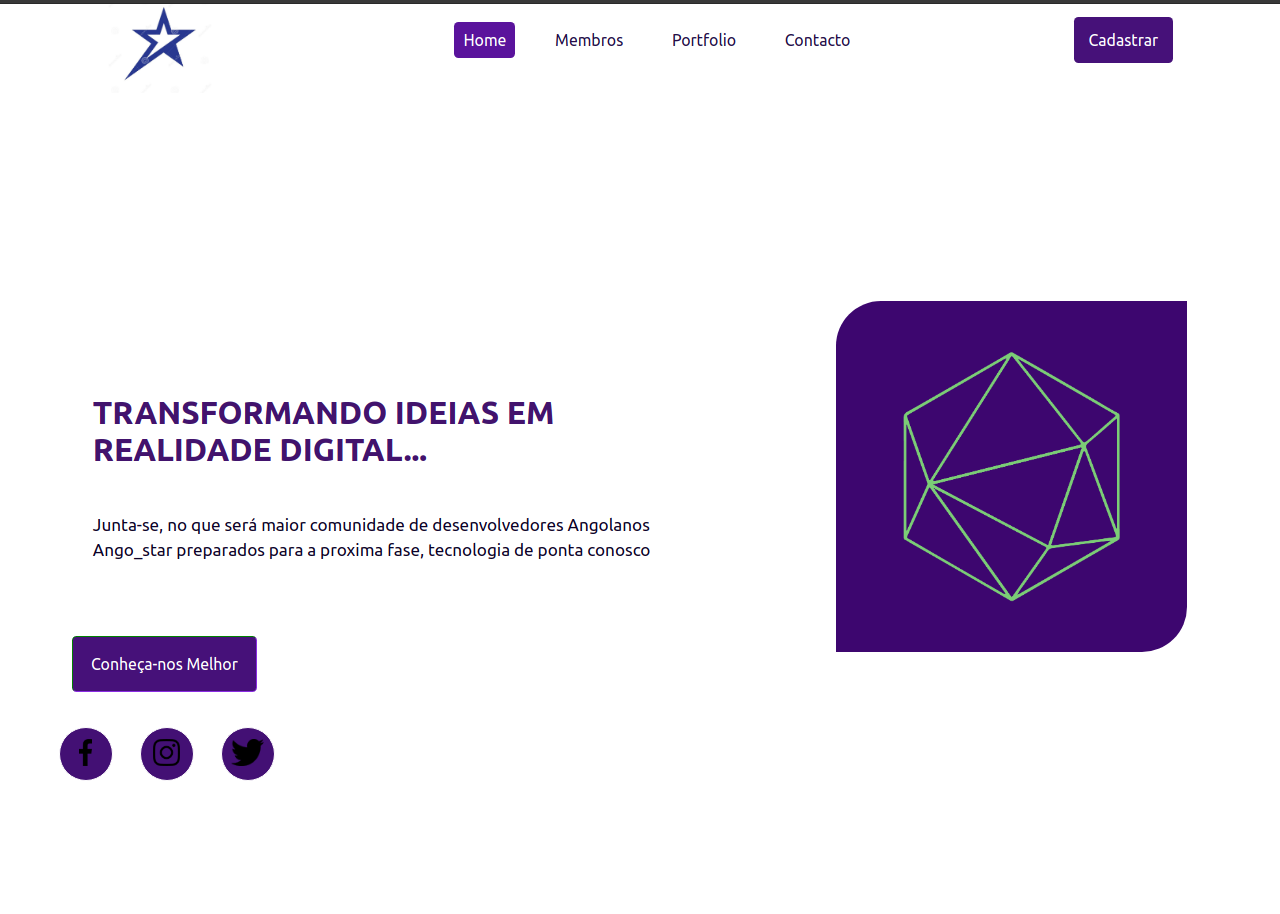 Home
Membros
Portfolio
Contacto
Cadastrar
TRANSFORMANDO IDEIAS EM
REALIDADE DIGITAL...
Junta-se, no que será maior comunidade de desenvolvedores Angolanos
Ango_star preparados para a proxima fase, tecnologia de ponta conosco
Conheça-nos Melhor